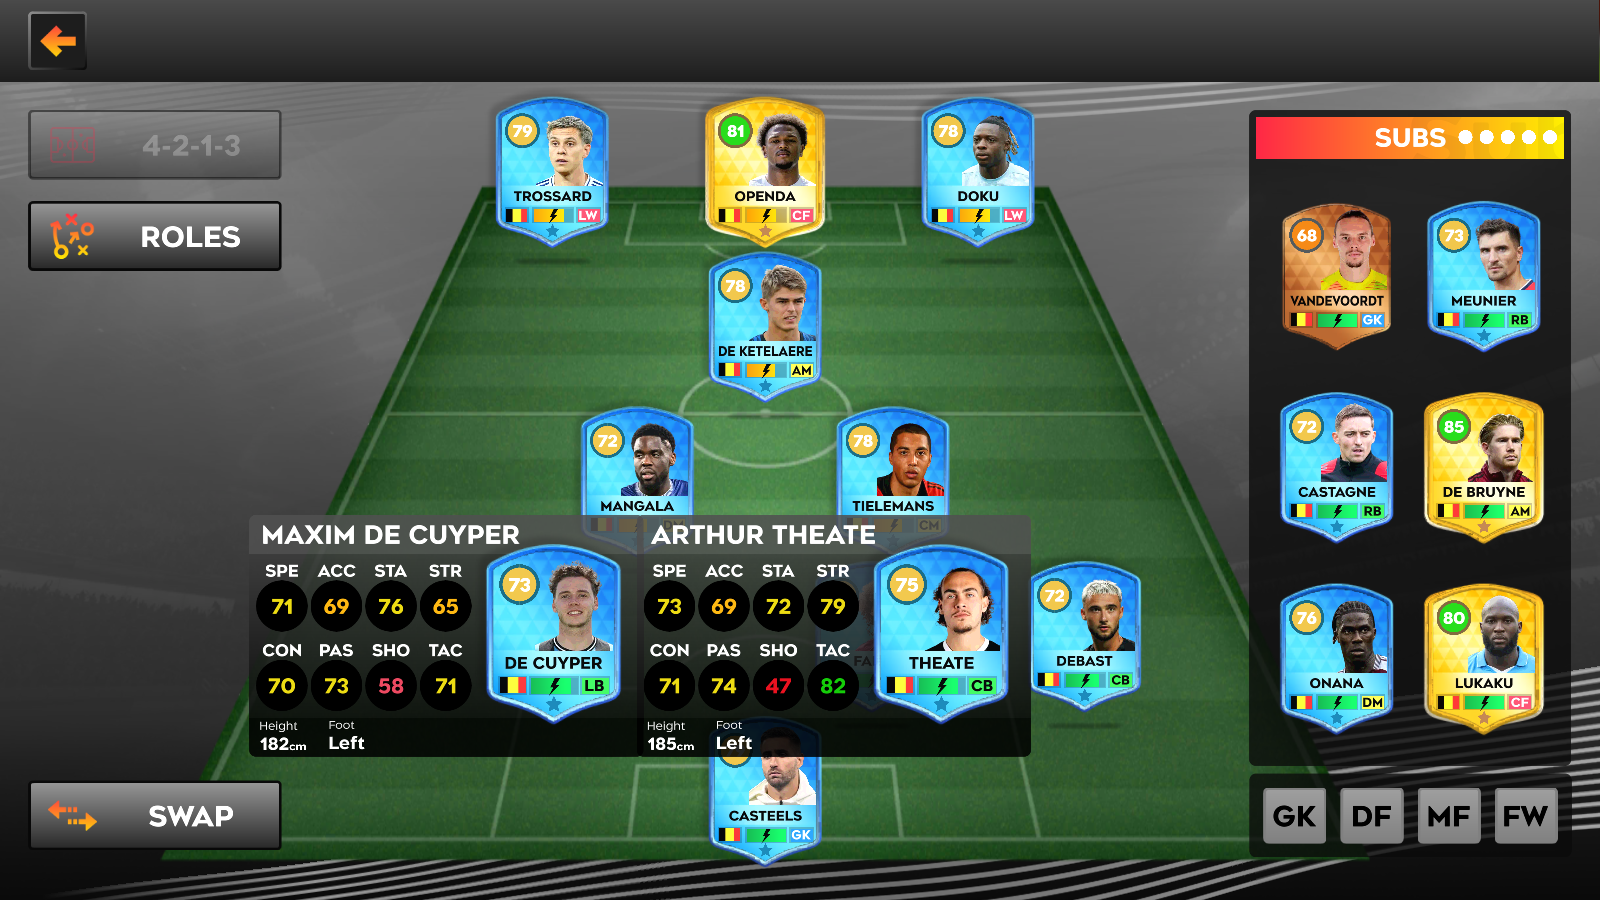 4-2-1-3
ROLES
79
TROSSARD
LW
81
OPENDA
CF
78
DOKU
LW
78
DE KETELAERE
AM
72
MANGALA
DM
78
TIELEMANS
CM
MAXIM DE CUYPER
SPE ACC STA STR
71 69 76 65
CON PAS SHO TAC
70 73 58 71
Height Foot
182cm Left
73
DE CUYPER
LB
ARTHUR THEATE
SPE ACC STA STR
73 69 72 79
CON PAS SHO TAC
71 74 47 82
Height Foot
185cm Left
75
THEATE
CB
72
DEBAST
CB
CASTEELS
GK
SWAP
SUBS
68
VANDEVOORDT
GK
73
MEUNIER
RB
72
CASTAGNE
RB
85
DE BRUYNE
AM
76
ONANA
DM
80
LUKAKU
CF
GK DF MF FW